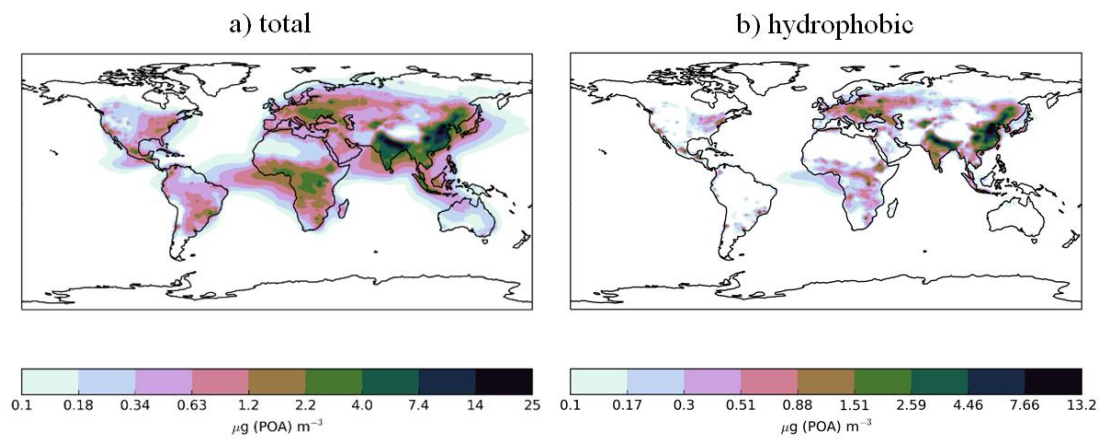 a) total
b) hydrophobic
0.1 0.18 0.34 0.63 1.2 2.2 4.0 7.4 14 25
μg (POA) m⁻³
0.1 0.17 0.3 0.51 0.88 1.51 2.59 4.46 7.66 13.2
μg (POA) m⁻³